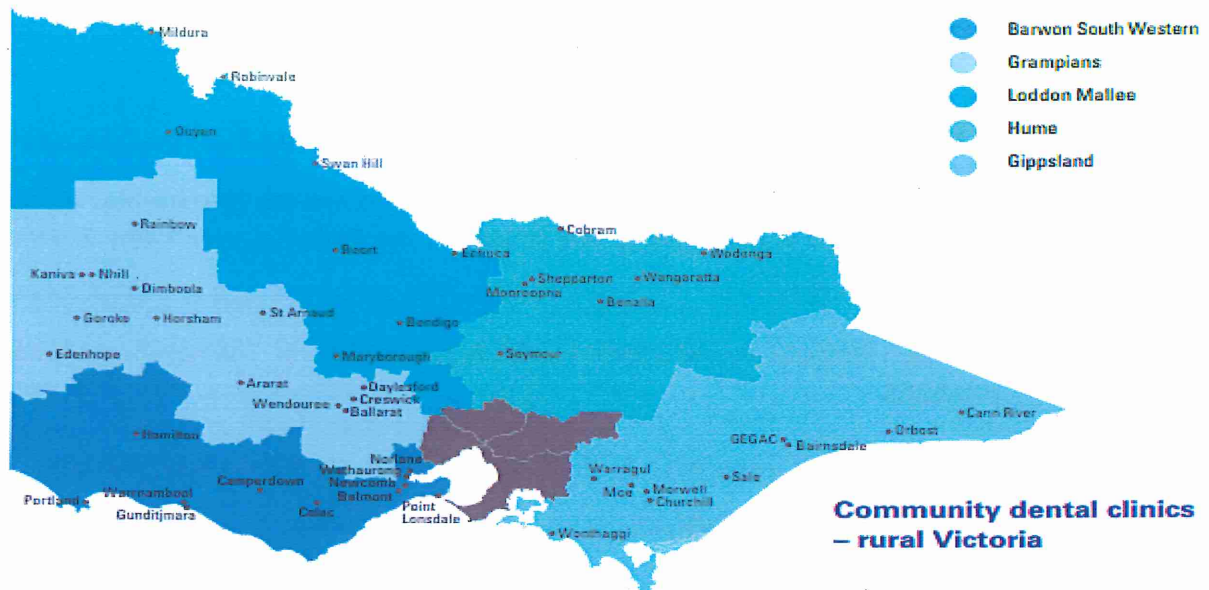 Mildura
Robinvale
Ouyen
Swan Hill
Rainbow
Boort
Echuca
Cobram
Wodonga
Kaniva
Nhill
Dimboola
Shepparton
Mooroopna
Wangaratta
Benalla
Goroke
Horsham
St Arnaud
Bendigo
Edenhope
Maryborough
Seymour
Ararat
Daylesford
Creswick
Wendouree
Ballarat
Hamilton
Cann River
Orbost
GEGAC
Bairnsdale
Norlane
Wathaurong
Newcomb
Belmont
Camperdown
Warragul
Moe
Morwell
Churchill
Sale
Portland
Warrnambool
Gunditjmara
Colac
Point
Lonsdale
Wonthaggi
Barwon South Western
Grampians
Loddon Mallee
Hume
Gippsland
Community dental clinics
– rural Victoria